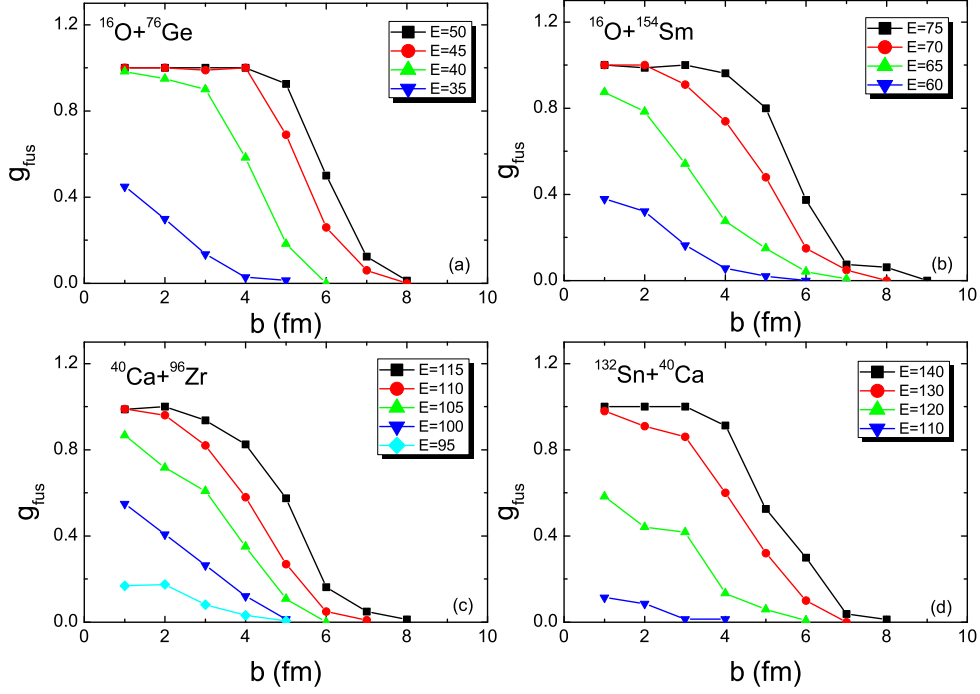 ¹⁶O+⁷⁶Ge
E=50
E=45
E=40
E=35
1.2
0.8
0.4
0.0
g_fus
(a)
0 2 4 6 8 10
b (fm)
¹⁶O+¹⁵⁴Sm
E=75
E=70
E=65
E=60
1.2
0.8
0.4
0.0
g_fus
(b)
0 2 4 6 8 10
b (fm)
⁴⁰Ca+⁹⁶Zr
E=115
E=110
E=105
E=100
E=95
1.2
0.8
0.4
0.0
g_fus
(c)
0 2 4 6 8 10
b (fm)
¹³²Sn+⁴⁰Ca
E=140
E=130
E=120
E=110
1.2
0.8
0.4
0.0
g_fus
(d)
0 2 4 6 8 10
b (fm)